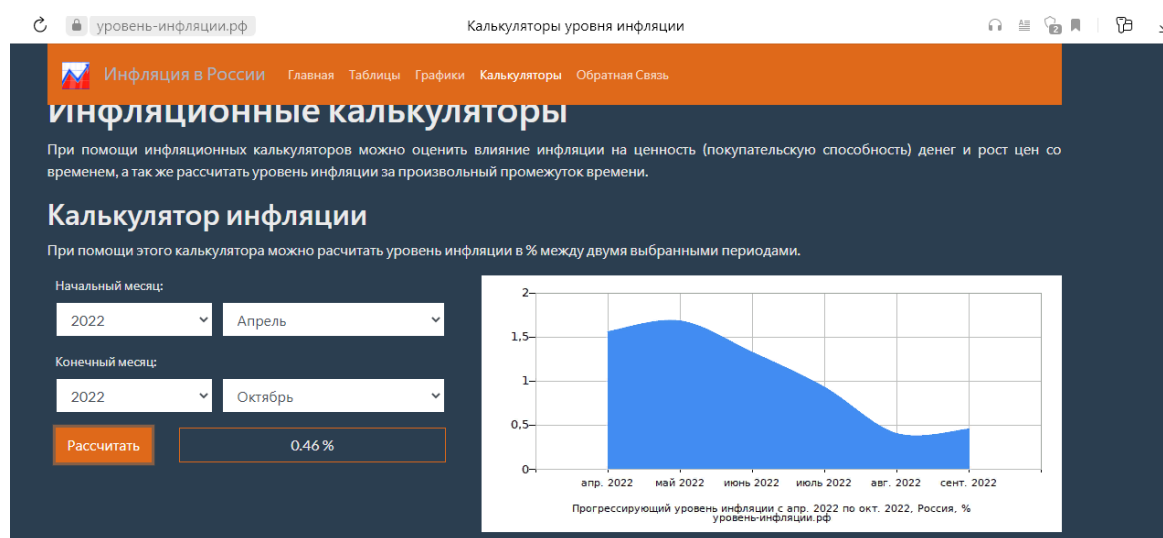 уровень-инфляции.рф
Калькуляторы уровня инфляции
2
Инфляция в России Главная Таблицы Графики Калькуляторы Обратная Связь
Инфляционные калькуляторы
При помощи инфляционных калькуляторов можно оценить влияние инфляции на ценность (покупательскую способность) денег и рост цен со
временем, а так же рассчитать уровень инфляции за произвольный промежуток времени.
Калькулятор инфляции
При помощи этого калькулятора можно расчитать уровень инфляции в % между двумя выбранными периодами.
Начальный месяц:
2022 Апрель
Конечный месяц:
2022 Октябрь
Рассчитать 0.46 %
2
1,5
1
0,5
0
апр. 2022 май 2022 июнь 2022 июль 2022 авг. 2022 сент. 2022
Прогрессирующий уровень инфляции с апр. 2022 по окт. 2022, Россия, %
уровень-инфляции.рф